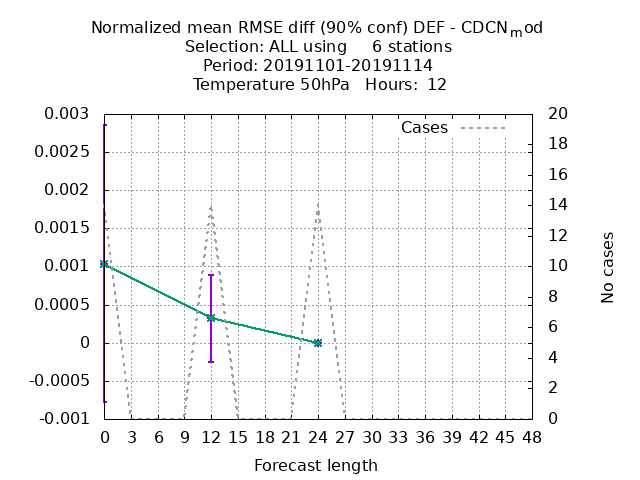 Normalized mean RMSE diff (90% conf) DEF - CDCNmod
Selection: ALL using     6 stations
Period: 20191101-20191114
Temperature 50hPa   Hours:  12
Cases
0.003
0.0025
0.002
0.0015
0.001
0.0005
0
-0.0005
-0.001
20
18
16
14
12
10
8
6
4
2
0
No cases
0 3 6 9 12 15 18 21 24 27 30 33 36 39 42 45 48
Forecast length